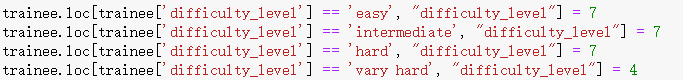 trainee.loc[trainee['difficulty_level'] == 'easy', "difficulty_level"] = 7
trainee.loc[trainee['difficulty_level'] == 'intermediate', "difficulty_level"] = 7
trainee.loc[trainee['difficulty_level'] == 'hard', "difficulty_level"] = 7
trainee.loc[trainee['difficulty_level'] == 'vary hard', "difficulty_level"] = 4